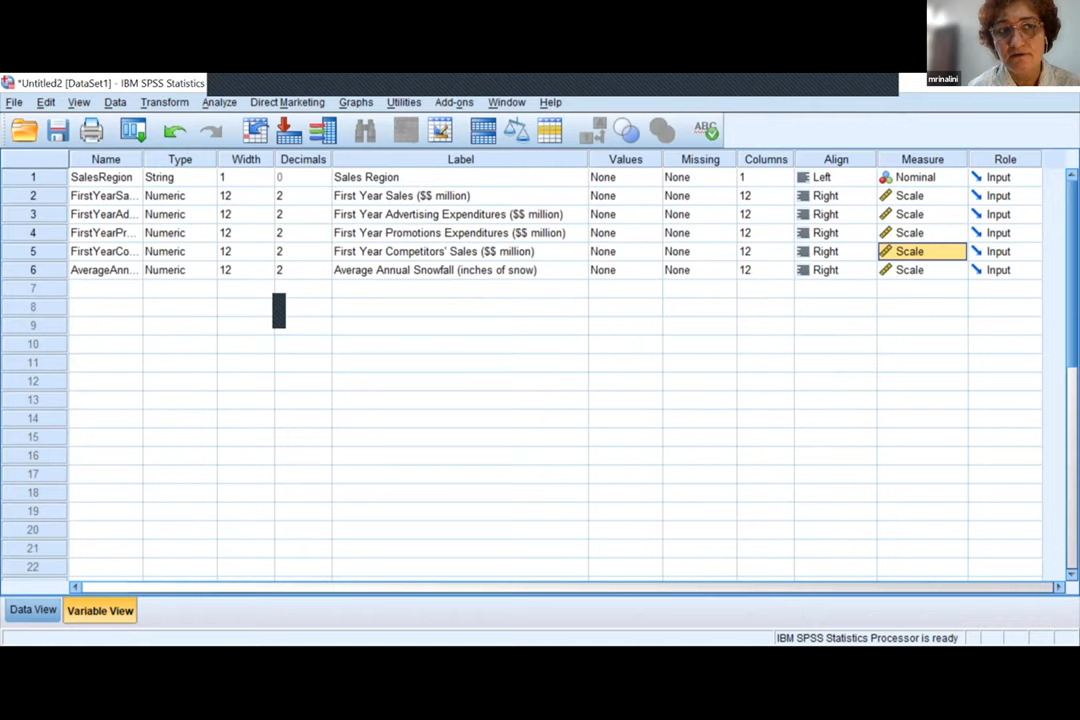 mrinalini
*Untitled2 [DataSet1] - IBM SPSS Statistics
File Edit View Data Transform Analyze Direct Marketing Graphs Utilities Add-ons Window Help
ABC
Name Type Width Decimals Label Values Missing Columns Align Measure Role
1 SalesRegion String 1 0 Sales Region None None 1 Left Nominal Input
2 FirstYearSa... Numeric 12 2 First Year Sales ($$ million) None None 12 Right Scale Input
3 FirstYearAd... Numeric 12 2 First Year Advertising Expenditures ($$ million) None None 12 Right Scale Input
4 FirstYearPr... Numeric 12 2 First Year Promotions Expenditures ($$ million) None None 12 Right Scale Input
5 FirstYearCo... Numeric 12 2 First Year Competitors' Sales ($$ million) None None 12 Right Scale Input
6 AverageAnn... Numeric 12 2 Average Annual Snowfall (inches of snow) None None 12 Right Scale Input
7
8
9
10
11
12
13
14
15
16
17
18
19
20
21
22
Data View Variable View
IBM SPSS Statistics Processor is ready